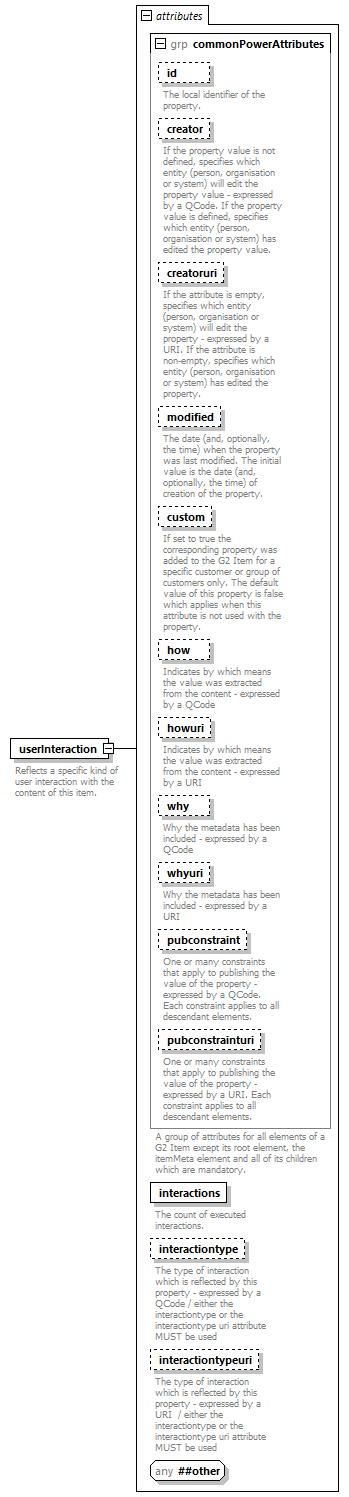 attributes
grp commonPowerAttributes
id
The local identifier of the
property.
creator
If the property value is not
defined, specifies which
entity (person, organisation
or system) will edit the
property value - expressed
by a QCode. If the property
value is defined, specifies
which entity (person,
organisation or system) has
edited the property value.
creatoruri
If the attribute is empty,
specifies which entity
(person, organisation or
system) will edit the
property - expressed by a
URI. If the attribute is
non-empty, specifies which
entity (person, organisation
or system) has edited the
property.
modified
The date (and, optionally,
the time) when the property
was last modified. The initial
value is the date (and,
optionally, the time) of
creation of the property.
custom
If set to true the
corresponding property was
added to the G2 Item for a
specific customer or group of
customers only. The default
value of this property is false
which applies when this
attribute is not used with the
property.
how
Indicates by which means
the value was extracted
from the content - expressed
by a QCode
howuri
Indicates by which means
the value was extracted
from the content - expressed
by a URI
userInteraction
Reflects a specific kind of
user interaction with the
content of this item.
why
Why the metadata has been
included - expressed by a
QCode
whyuri
Why the metadata has been
included - expressed by a
URI
pubconstraint
One or many constraints
that apply to publishing the
value of the property -
expressed by a QCode.
Each constraint applies to all
descendant elements.
pubconstrainturi
One or many constraints
that apply to publishing the
value of the property -
expressed by a URI. Each
constraint applies to all
descendant elements.
A group of attributes for all elements of a
G2 Item except its root element, the
itemMeta element and all of its children
which are mandatory.
interactions
The count of executed
interactions.
interactiontype
The type of interaction
which is reflected by this
property - expressed by a
QCode / either the
interactiontype or the
interactiontype uri attribute
MUST be used
interactiontypeuri
The type of interaction
which is reflected by this
property - expressed by a
URI / either the
interactiontype or the
interactiontype uri attribute
MUST be used
any ##other